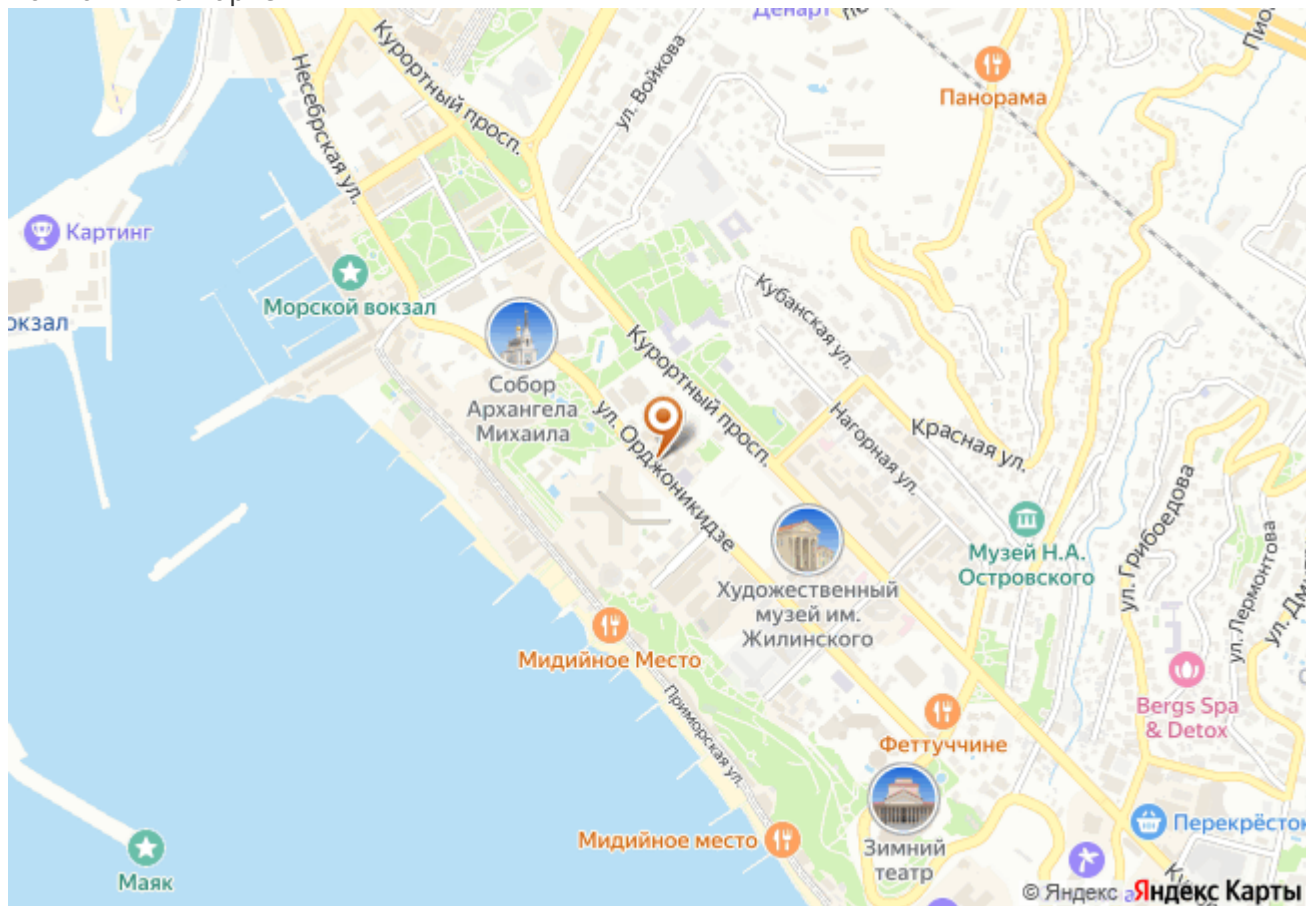 Денарт
Пио
Несебрская ул.
Курортный просп.
ул. Войкова
Панорама
Картинг
Морской вокзал
окзал
Кубанская ул.
Собор
Архангела
Михаила
Курортный просп.
ул. Орджоникидзе
Нагорная ул.
Красная ул.
Музей Н.А.
Островского
ул. Грибоедова
ул. Лермонтова
Художественный
музей им.
Жилинского
Мидийное Место
Приморская ул.
Bergs Spa
& Detox
Феттуччине
Перекрёсток
Мидийное место
Зимний
театр
Маяк
© Яндекс
Яндекс Карты